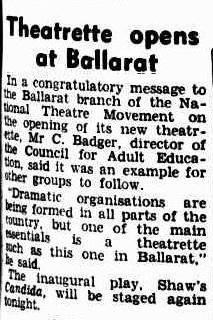 Theatrette opens
at Ballarat
In a congratulatory message to
the Ballarat branch of the Na-
tional Theatre Movement on
the opening of its new theatr-
ette, Mr C. Badger, director of
the Council for Adult Educa-
tion, said it was an example for
other groups to follow.
"Dramatic organisations are
being formed in all parts of the
country, but one of the main
essentials is a theatrette
such as this one in Ballarat,"
he said.
The inaugural play, Shaw's
Candida, will be staged again
tonight.